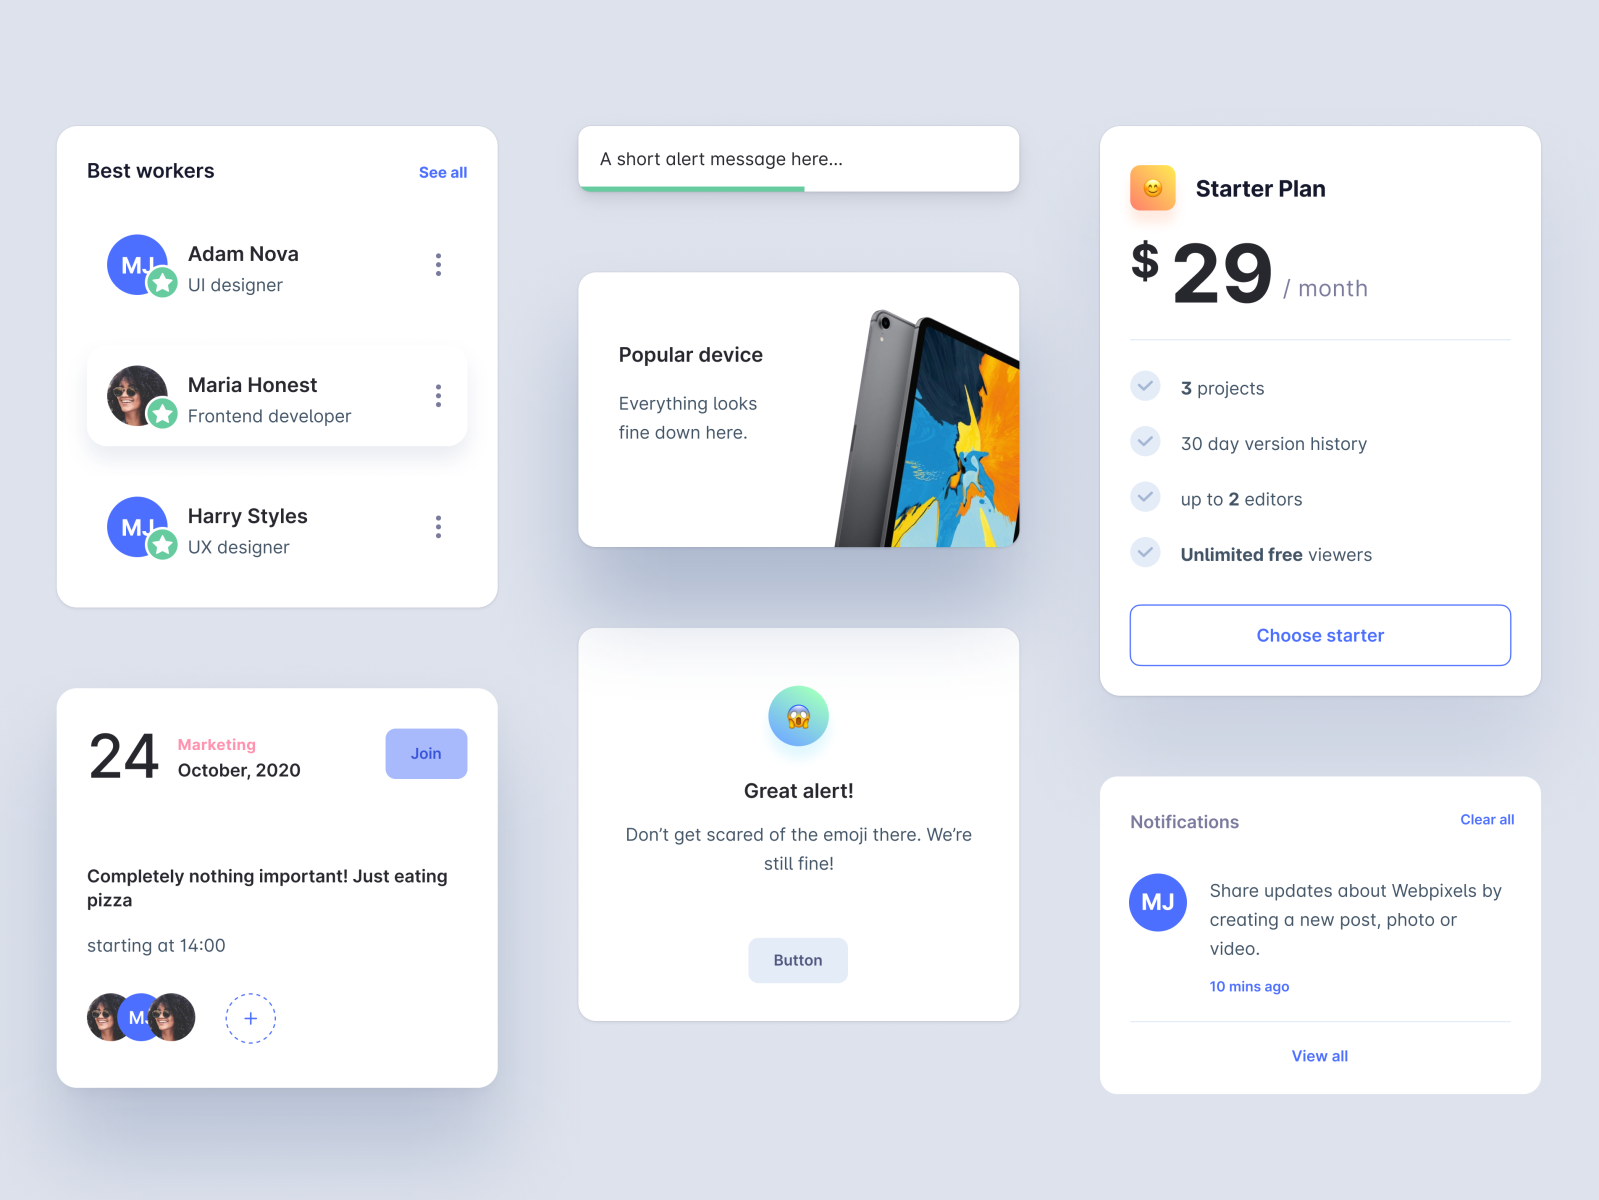 Best workers
See all
MJ
Adam Nova
UI designer
Maria Honest
Frontend developer
MJ
Harry Styles
UX designer
24
Marketing
October, 2020
Join
Completely nothing important! Just eating
pizza
starting at 14:00
MJ
+
A short alert message here...
Popular device
Everything looks
fine down here.
Great alert!
Don’t get scared of the emoji there. We’re
still fine!
Button
Starter Plan
$ 29 / month
3 projects
30 day version history
up to 2 editors
Unlimited free viewers
Choose starter
Notifications
Clear all
MJ
Share updates about Webpixels by
creating a new post, photo or
video.
10 mins ago
View all